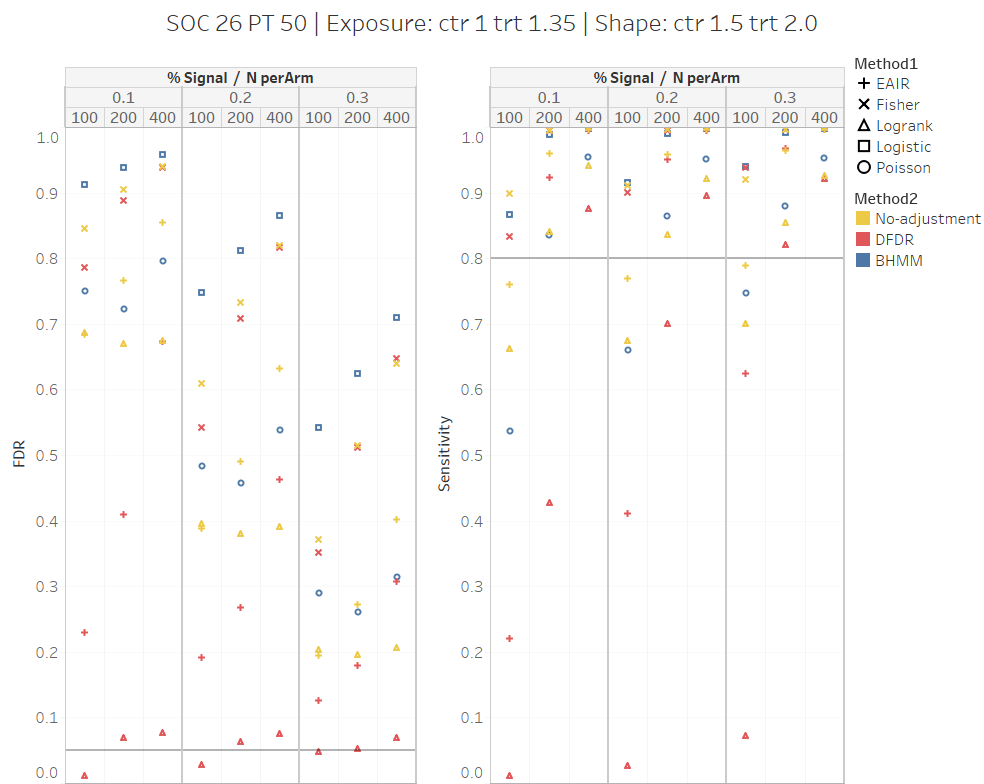 SOC 26 PT 50 | Exposure: ctr 1 trt 1.35 | Shape: ctr 1.5 trt 2.0
% Signal / N perArm
0.1 0.2 0.3
100 200 400 100 200 400 100 200 400
1.0
0.9
0.8
0.7
0.6
0.5
0.4
0.3
0.2
0.1
0.0
FDR
% Signal / N perArm
0.1 0.2 0.3
100 200 400 100 200 400 100 200 400
1.0
0.9
0.8
0.7
0.6
0.5
0.4
0.3
0.2
0.1
0.0
Sensitivity
Method1
EAIR
Fisher
Logrank
Logistic
Poisson
Method2
No-adjustment
DFDR
BHMM